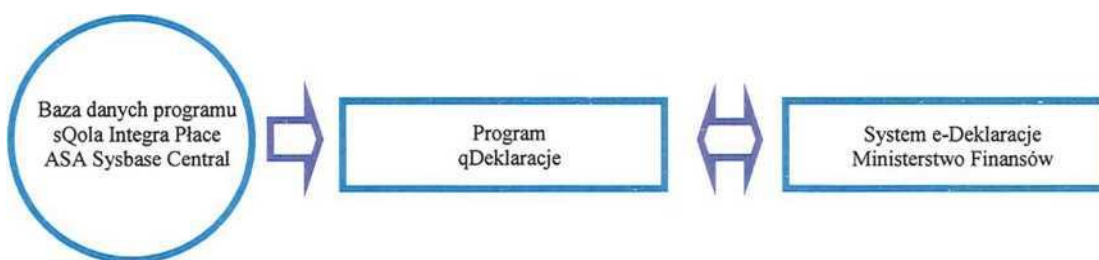 Baza danych programu
sQola Integra Płace
ASA Sysbase Central
Program
qDeklaracje
System e-Deklaracje
Ministerstwo Finansów